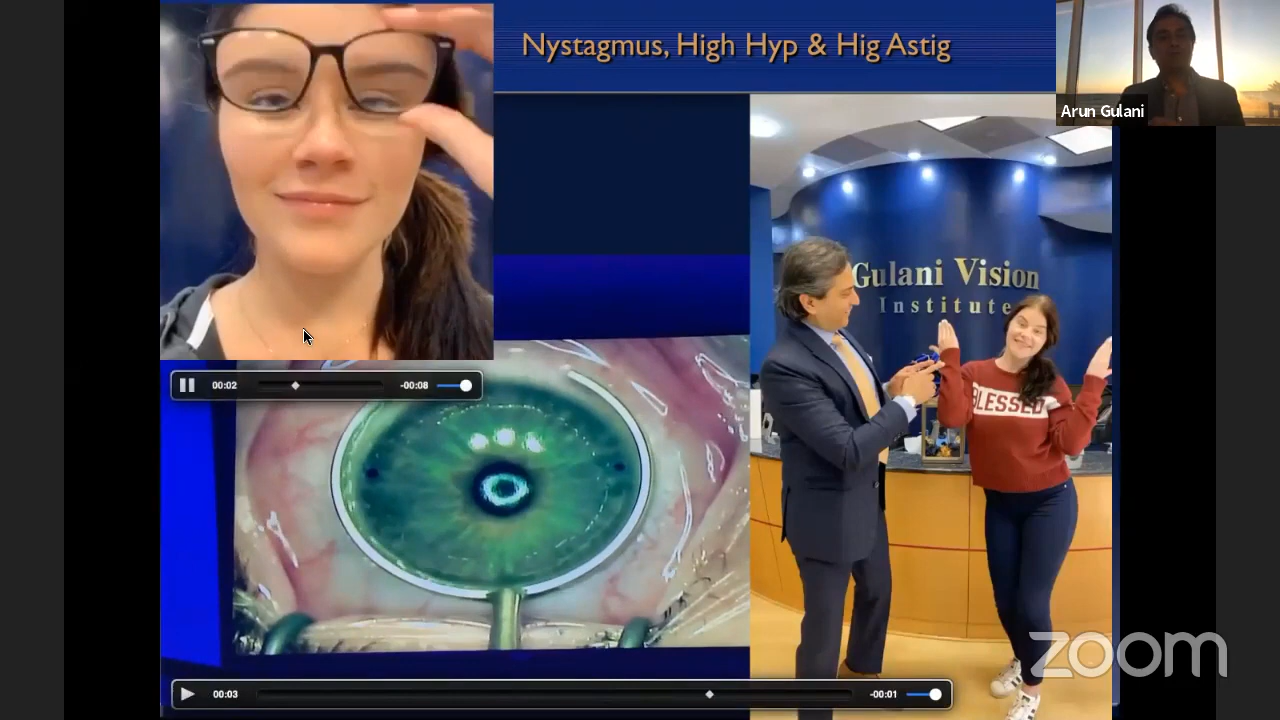 Nystagmus, High Hyp & Hig Astig
Arun Gulani
Gulani Vision
Institute
BLESSED
00:02
-00:08
00:03
-00:01
zoom